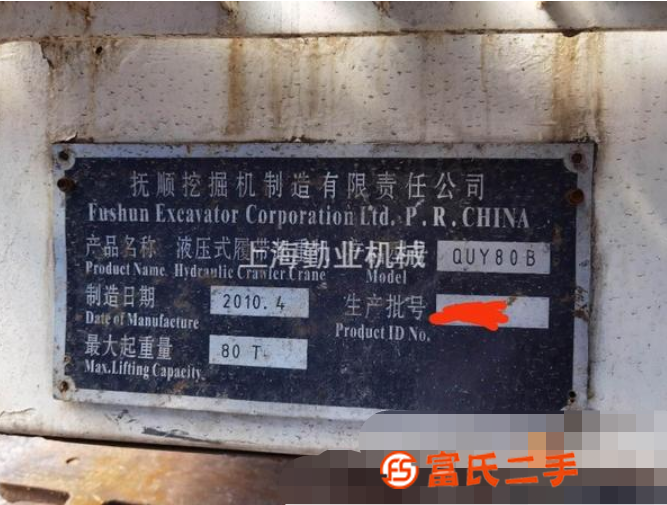 抚顺挖掘机制造有限责任公司
Fushun Excavator Corporation Ltd. P.R.CHINA
产品名称 液压式履带 重 QUY80B
上海勤业机械
Product Name Hydraulic Crawler Crane Model
制造日期 2010.4 生产批号
Date of Manufacture Product ID No.
最大起重量 80 T
Max.Lifting Capacity
富氏二手